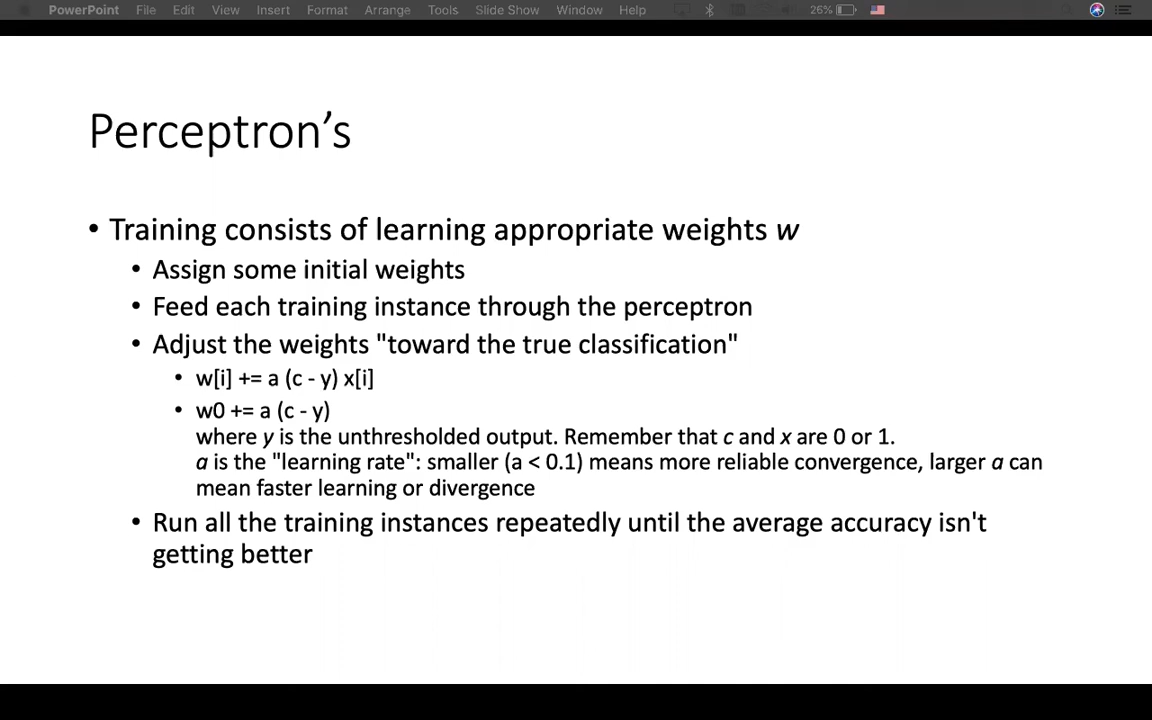 PowerPoint File Edit View Insert Format Arrange Tools Slide Show Window Help 26%
Perceptron’s
• Training consists of learning appropriate weights w
• Assign some initial weights
• Feed each training instance through the perceptron
• Adjust the weights "toward the true classification"
• w[i] += a (c - y) x[i]
• w0 += a (c - y)
where y is the unthresholded output. Remember that c and x are 0 or 1.
a is the "learning rate": smaller (a < 0.1) means more reliable convergence, larger a can
mean faster learning or divergence
• Run all the training instances repeatedly until the average accuracy isn't
getting better